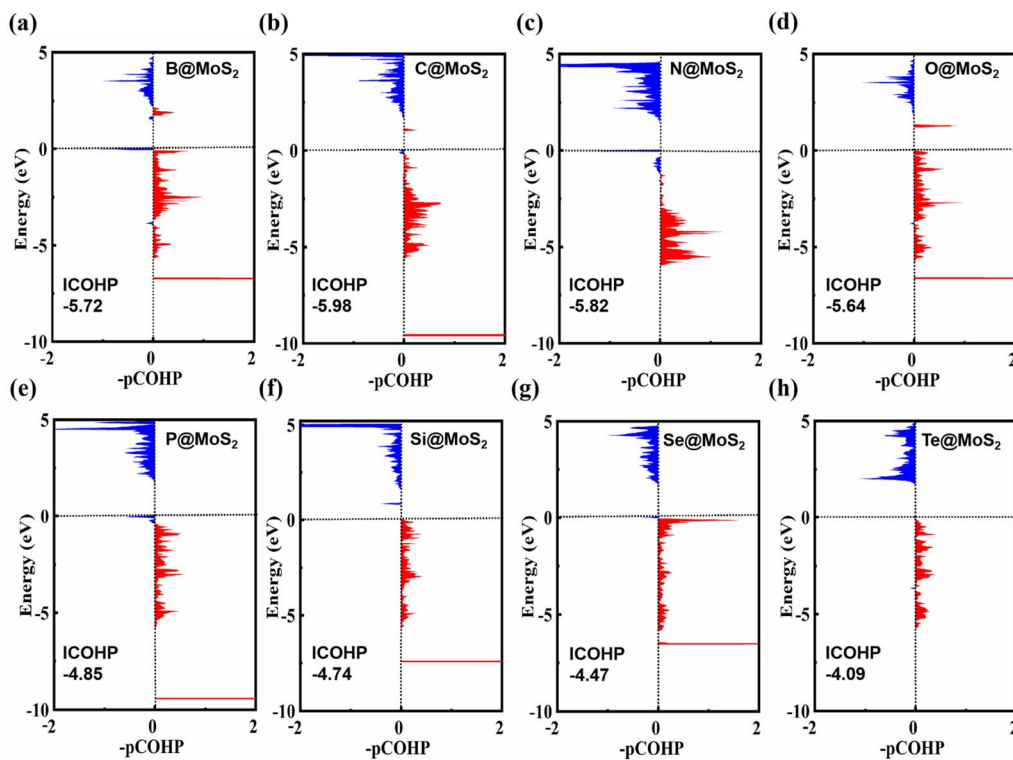 (a)
B@MoS2
5
0
-5
-10
Energy (eV)
ICOHP
-5.72
-2
0
2
-pCOHP
(b)
C@MoS2
5
0
-5
-10
Energy (eV)
ICOHP
-5.98
-2
0
2
-pCOHP
(c)
N@MoS2
5
0
-5
-10
Energy (eV)
ICOHP
-5.82
-2
0
2
-pCOHP
(d)
O@MoS2
5
0
-5
-10
Energy (eV)
ICOHP
-5.64
-2
0
2
-pCOHP
(e)
P@MoS2
5
0
-5
-10
Energy (eV)
ICOHP
-4.85
-2
0
2
-pCOHP
(f)
Si@MoS2
5
0
-5
-10
Energy (eV)
ICOHP
-4.74
-2
0
2
-pCOHP
(g)
Se@MoS2
5
0
-5
-10
Energy (eV)
ICOHP
-4.47
-2
0
2
-pCOHP
(h)
Te@MoS2
5
0
-5
-10
Energy (eV)
ICOHP
-4.09
-2
0
2
-pCOHP